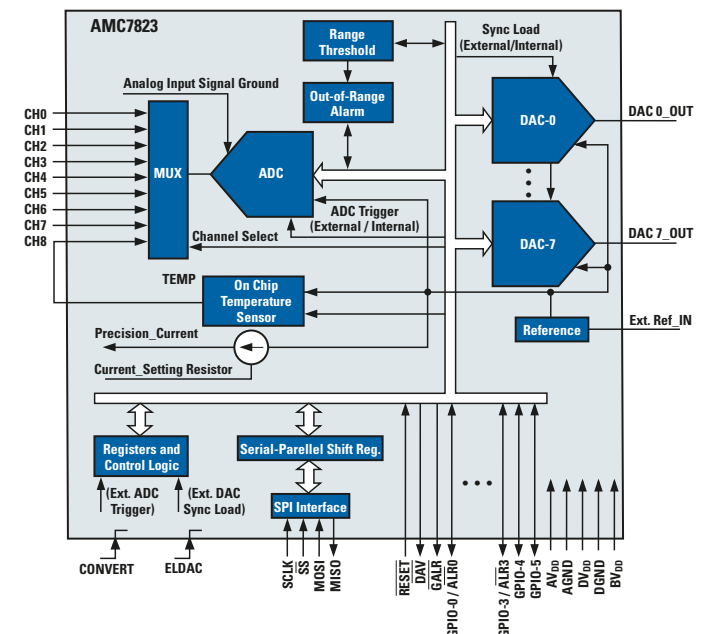 AMC7823
Range
Threshold
Sync Load
(External/Internal)
Analog Input Signal Ground
Out-of-Range
Alarm
CH0
CH1
CH2
CH3
CH4
CH5
CH6
CH7
CH8
MUX
ADC
DAC-0
DAC 0_OUT
ADC Trigger
(External / Internal)
Channel Select
DAC-7
DAC 7_OUT
TEMP
On Chip
Temperature
Sensor
Precision_Current
Reference
Ext. Ref_IN
Current_Setting Resistor
Registers and
Control Logic
Serial-Parellel Shift Reg.
(Ext. ADC
Trigger)
(Ext. DAC
Sync Load)
SPI Interface
CONVERT
ELDAC
SCLK
SS
MOSI
MISO
RESET
DAV
GALR
GPIO-0 / ALR0
GPIO-3 / ALR3
GPIO-4
GPIO-5
AVDD
AGND
DVDD
DGND
BVDD